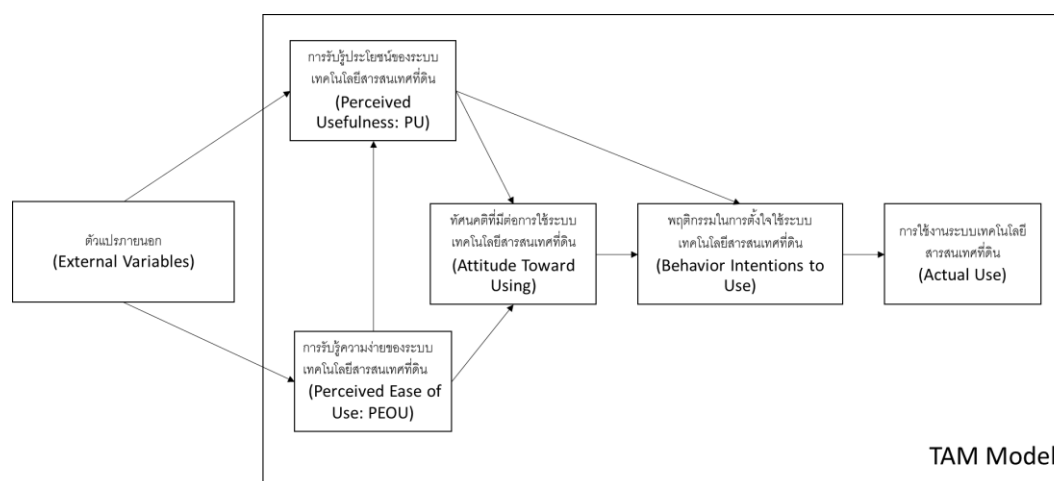 การรับรู้ประโยชน์ของระบบ
เทคโนโลยีสารสนเทศที่ดิน
(Perceived
Usefulness: PU)
ตัวแปรภายนอก
(External Variables)
ทัศนคติที่มีต่อการใช้ระบบ
เทคโนโลยีสารสนเทศที่ดิน
(Attitude Toward
Using)
พฤติกรรมในการตั้งใจใช้ระบบ
เทคโนโลยีสารสนเทศที่ดิน
(Behavior Intentions to
Use)
การใช้งานระบบเทคโนโลยี
สารสนเทศที่ดิน
(Actual Use)
การรับรู้ความง่ายของระบบ
เทคโนโลยีสารสนเทศที่ดิน
(Perceived Ease of
Use: PEOU)
TAM Model